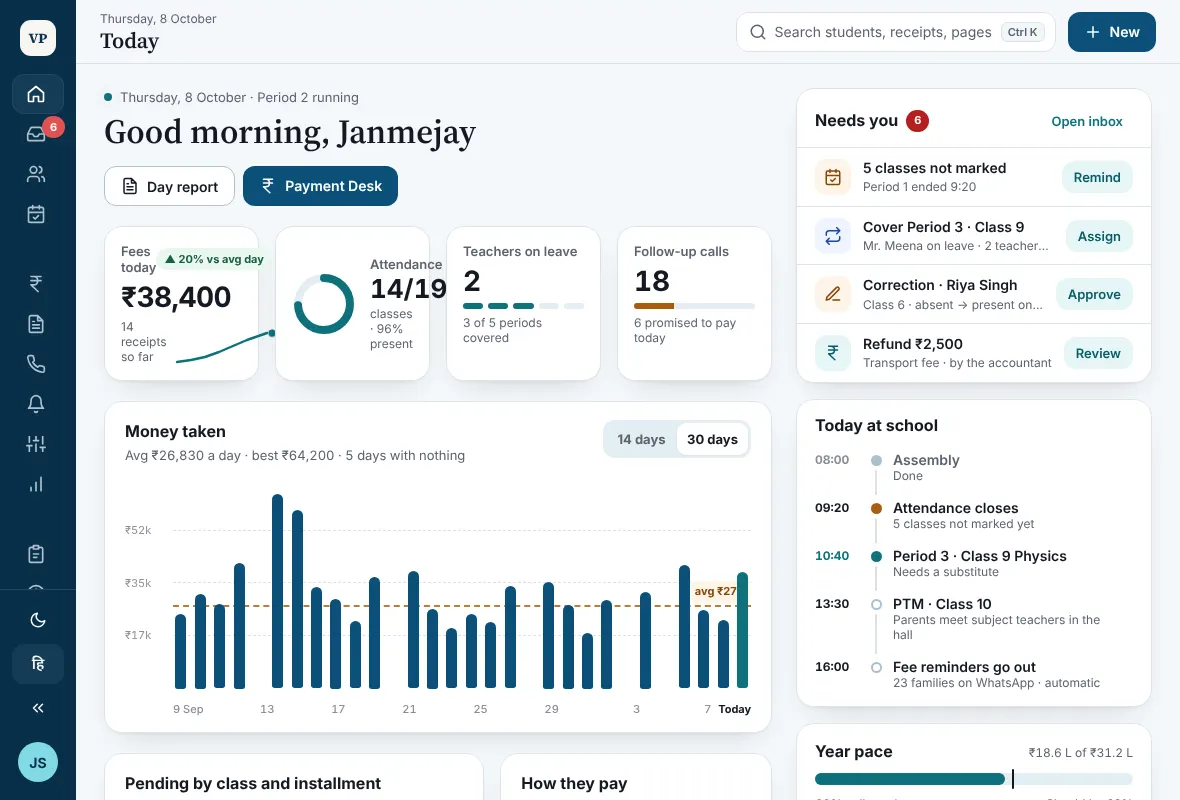 VP
6
हि
JS
Thursday, 8 October
Today
Search students, receipts, pages
Ctrl K
New
Thursday, 8 October · Period 2 running
Good morning, Janmejay
Day report
Payment Desk
Fees today
▲ 20% vs avg day
₹38,400
14
receipts
so far
Attendance
14/19
classes
· 96%
present
Teachers on leave
2
3 of 5 periods
covered
Follow-up calls
18
6 promised to pay
today
Money taken
Avg ₹26,830 a day · best ₹64,200 · 5 days with nothing
14 days
30 days
₹52k
₹35k
₹17k
avg ₹27
9 Sep
13
17
21
25
29
3
7
Today
Pending by class and installment
How they pay
Needs you
6
Open inbox
5 classes not marked
Period 1 ended 9:20
Remind
Cover Period 3 · Class 9
Mr. Meena on leave · 2 teacher...
Assign
Correction · Riya Singh
Class 6 · absent → present on...
Approve
Refund ₹2,500
Transport fee · by the accountant
Review
Today at school
08:00
Assembly
Done
09:20
Attendance closes
5 classes not marked yet
10:40
Period 3 · Class 9 Physics
Needs a substitute
13:30
PTM · Class 10
Parents meet subject teachers in the
hall
16:00
Fee reminders go out
23 families on WhatsApp · automatic
Year pace
₹18.6 L of ₹31.2 L